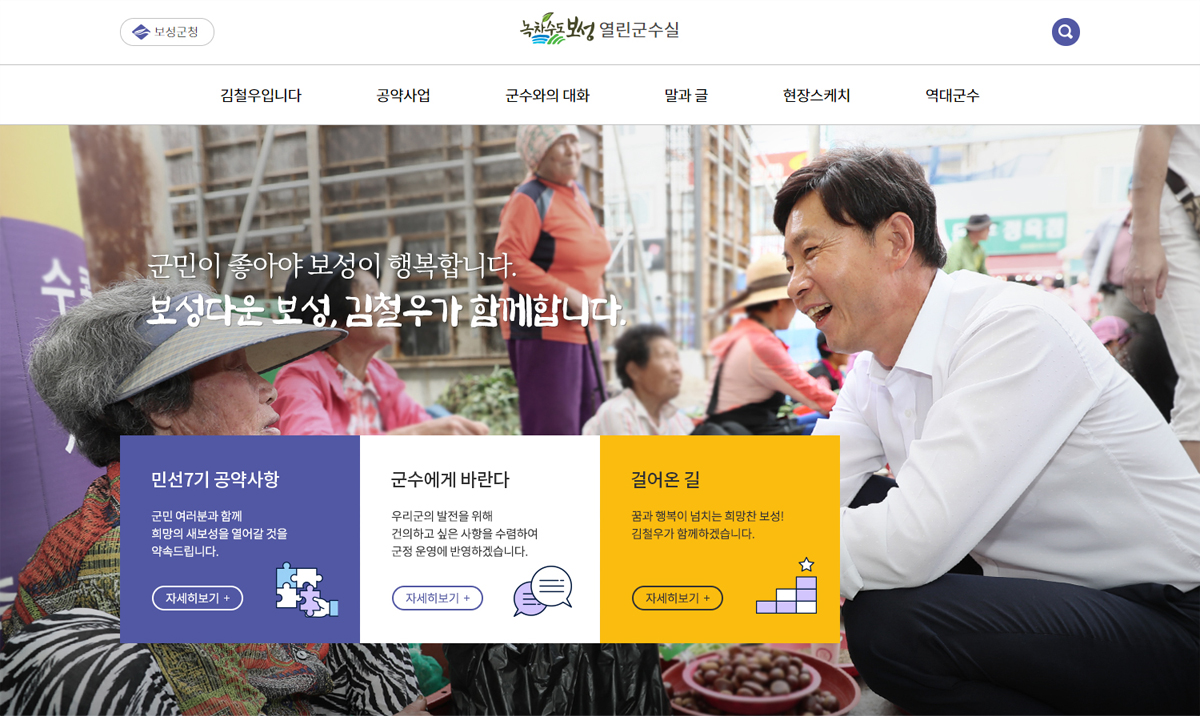 보성군청
녹차수도 보성 열린군수실
김철우입니다
공약사업
군수와의 대화
말과 글
현장스케치
역대군수
군민이 좋아야 보성이 행복합니다.
보성다운 보성, 김철우가 함께합니다.
민선7기 공약사항
군민 여러분과 함께
희망의 새보성을 열어갈 것을
약속드립니다.
자세히보기 +
군수에게 바란다
우리군의 발전을 위해
건의하고 싶은 사항을 수렴하여
군정 운영에 반영하겠습니다.
자세히보기 +
걸어온 길
꿈과 행복이 넘치는 희망찬 보성!
김철우가 함께하겠습니다.
자세히보기 +